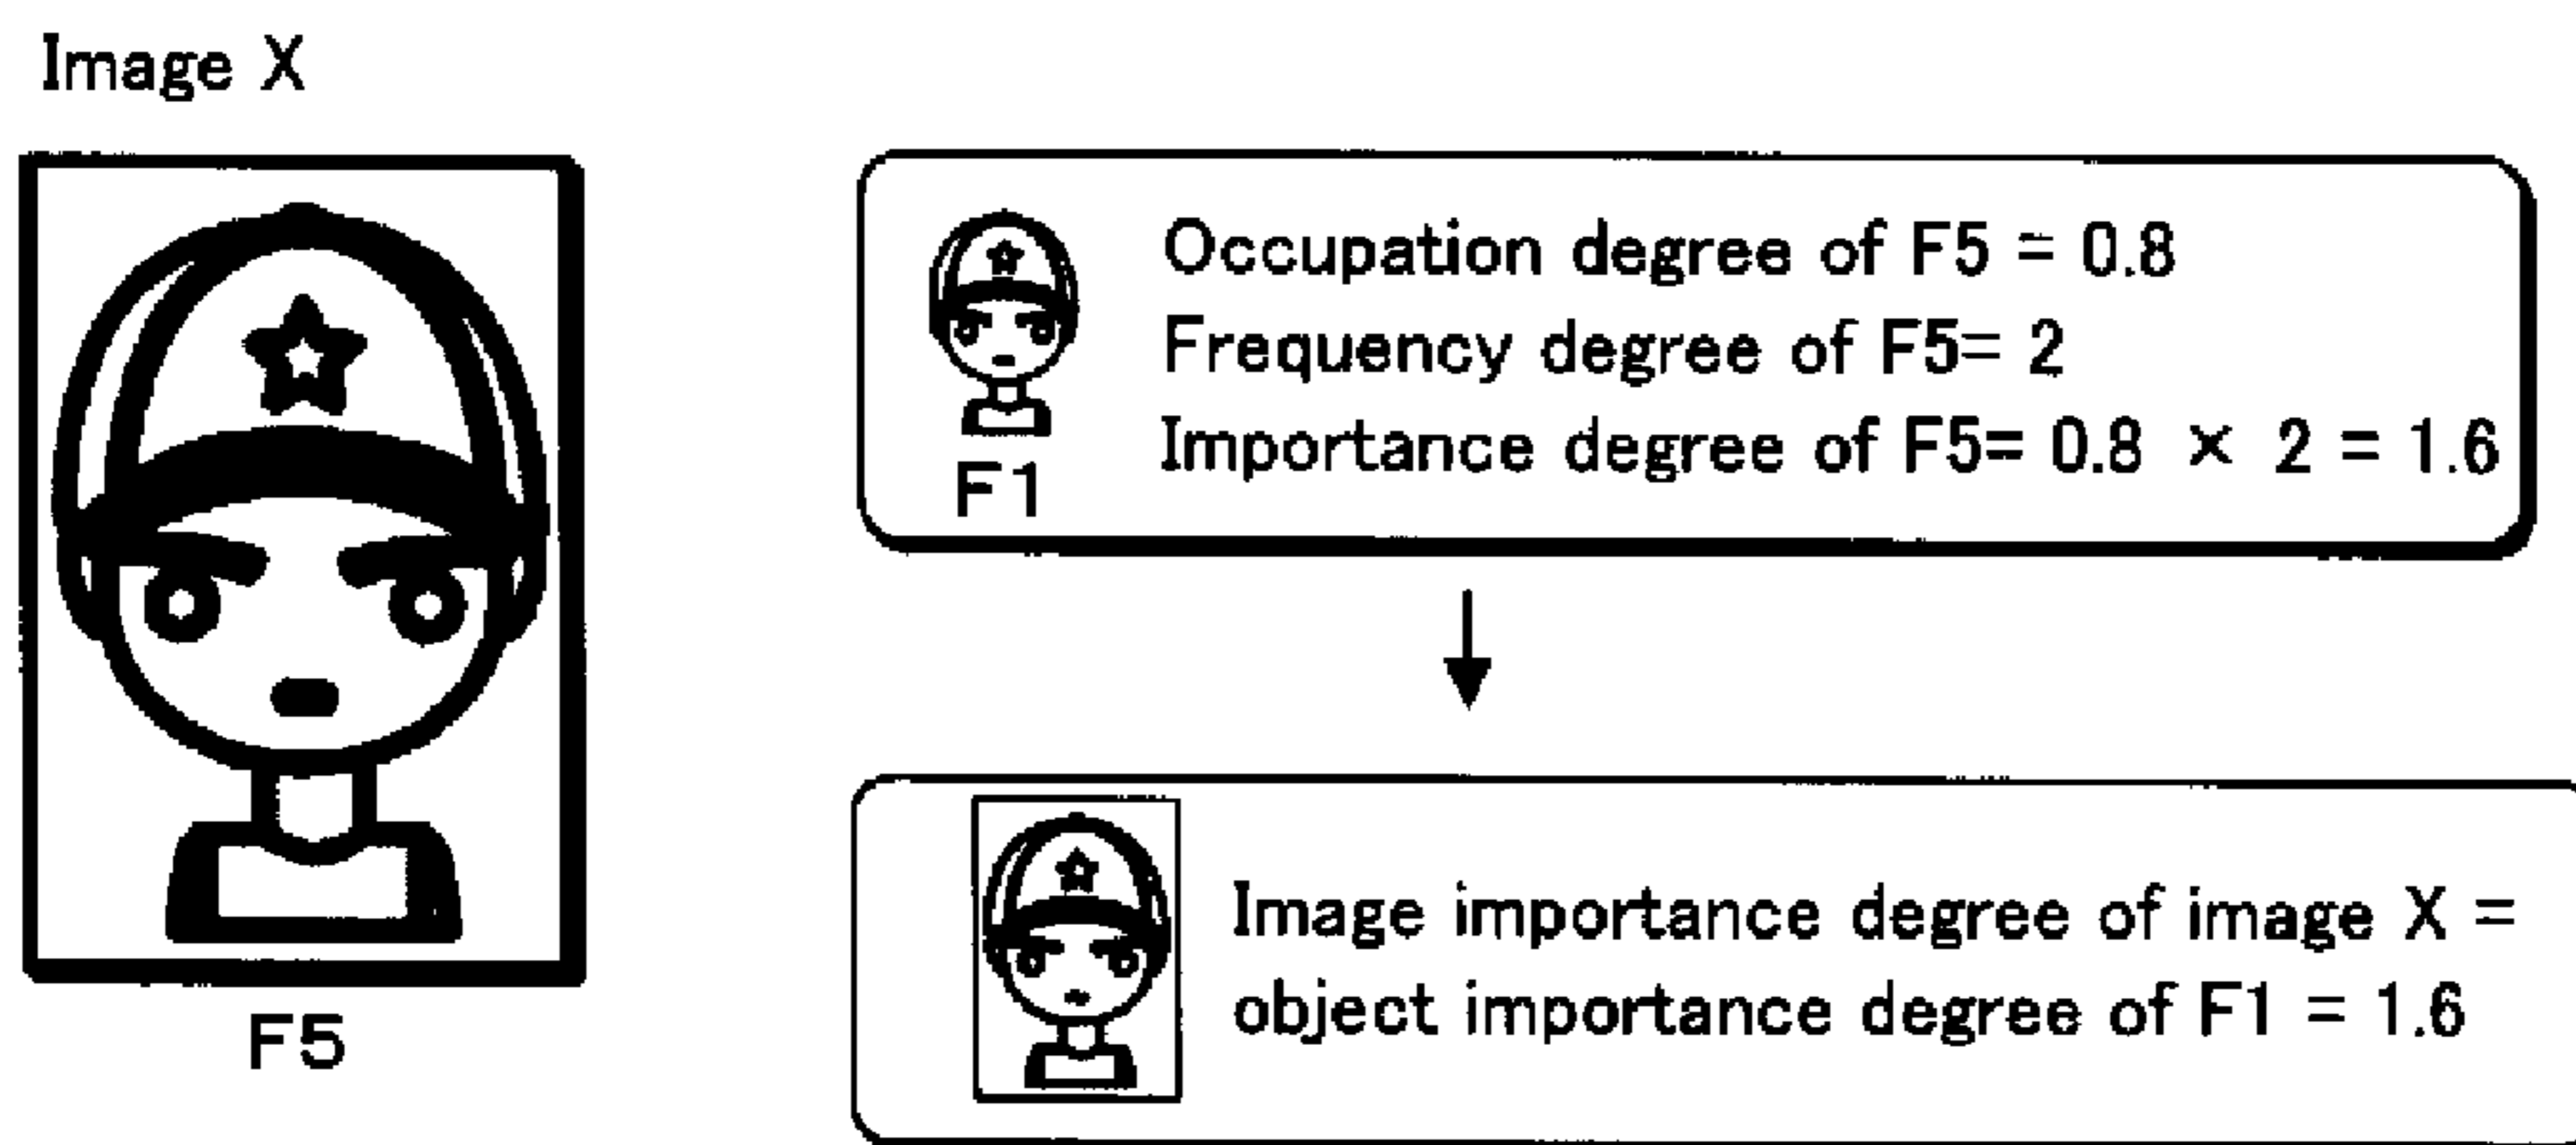 Image X
F5
Occupation degree of F5 = 0.8
Frequency degree of F5= 2
Importance degree of F5= 0.8 × 2 = 1.6
F1
Image importance degree of image X =
object importance degree of F1 = 1.6